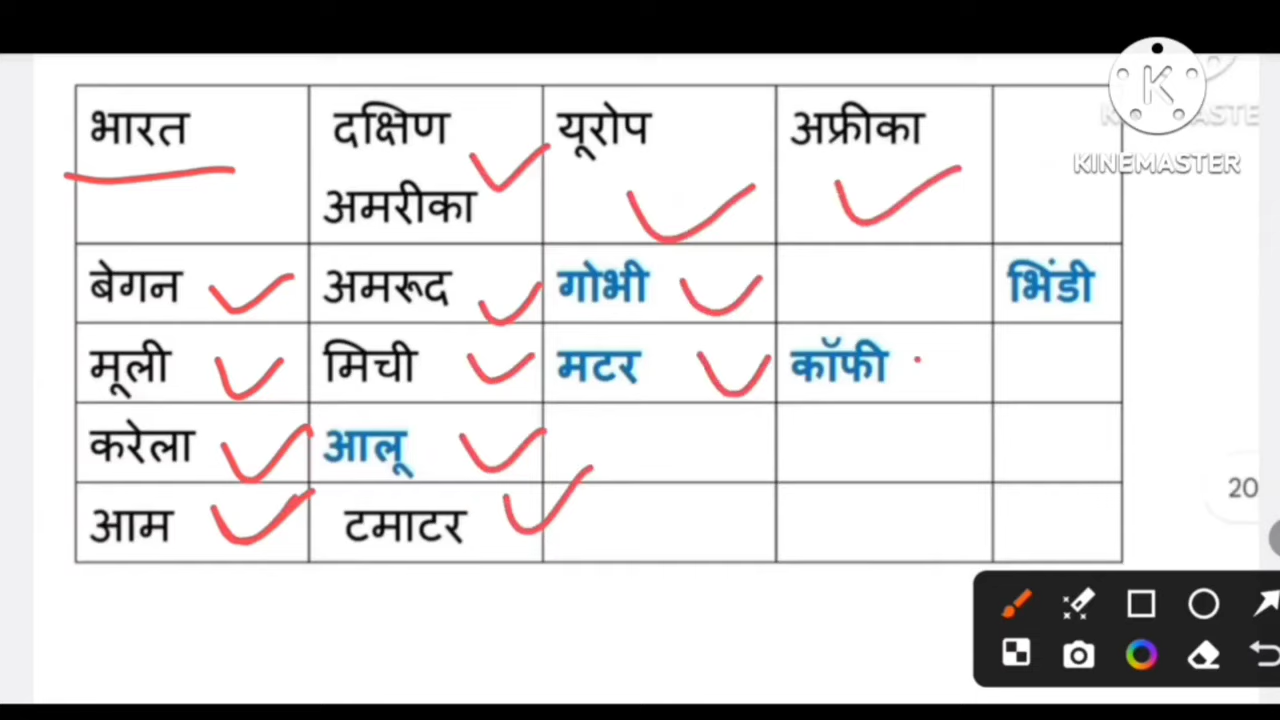 भारत दक्षिण अमरीका यूरोप अफ्रीका
बेगन अमरूद गोभी भिंडी
मूली मिची मटर कॉफी
करेला आलू
आम टमाटर
KINEMASTER
20